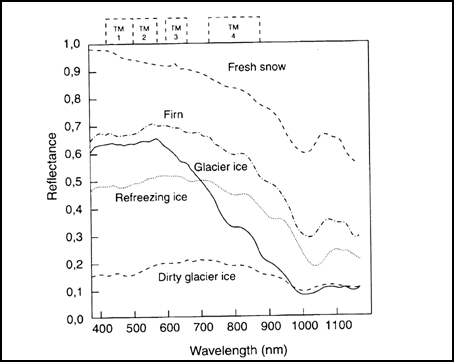 TM TM TM TM
1 2 3 4
1,0
0,9
0,8
0,7
0,6
0,5
0,4
0,3
0,2
0,1
0,0
Reflectance
Fresh snow
Firn
Glacier ice
Refreezing ice
Dirty glacier ice
400 500 600 700 800 900 1000 1100
Wavelength (nm)